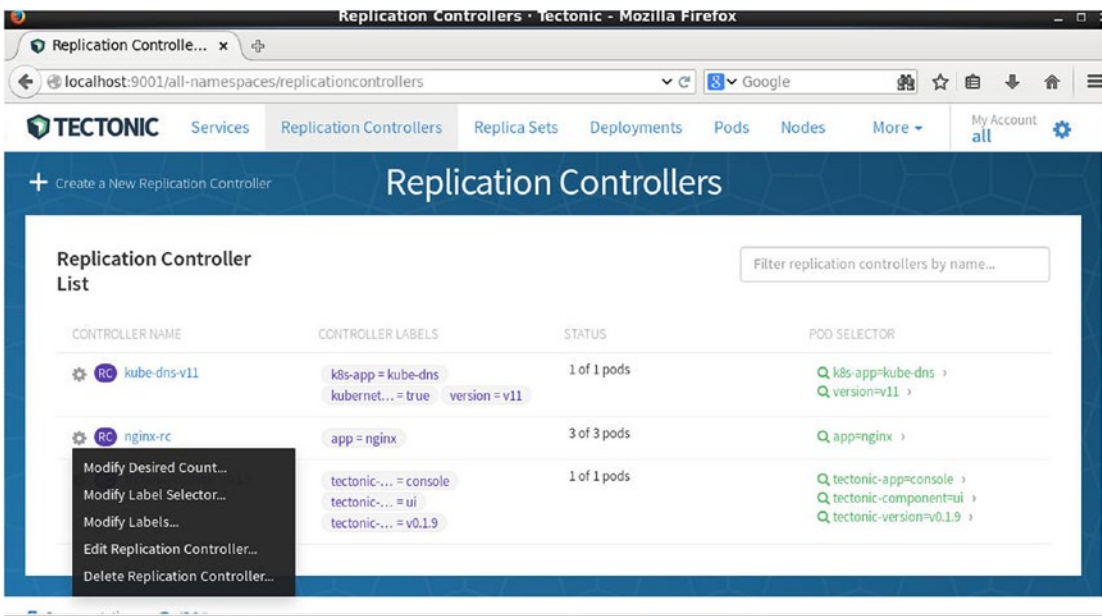 Replication Controllers · Tectonic - Mozilla Firefox
Replication Controlle...
localhost:9001/all-namespaces/replicationcontrollers
Google
TECTONIC Services Replication Controllers Replica Sets Deployments Pods Nodes More My Account
all
Create a New Replication Controller
Replication Controllers
Replication Controller
List
Filter replication controllers by name...
CONTROLLER NAME CONTROLLER LABELS STATUS POD SELECTOR
RC kube-dns-v11 k8s-app = kube-dns 1 of 1 pods k8s-app=kube-dns
kubernet... = true version = v11 version=v11
RC nginx-rc app = nginx 3 of 3 pods app=nginx
Modify Desired Count...
Modify Label Selector...
Modify Labels...
Edit Replication Controller...
Delete Replication Controller...
tectonic-... = console 1 of 1 pods tectonic-app=console
tectonic-... = ui tectonic-component=ui
tectonic-... = v0.1.9 tectonic-version=v0.1.9